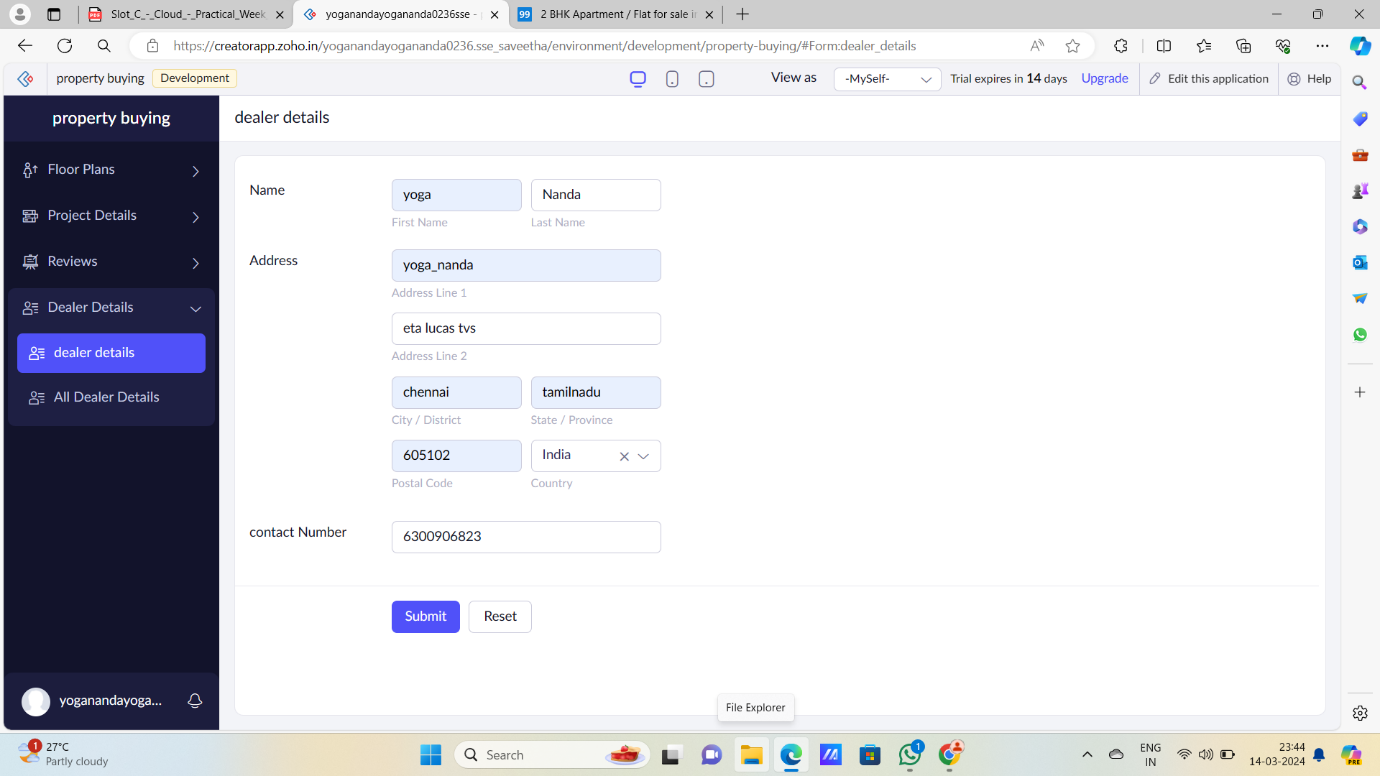 Slot_C_-_Cloud_-_Practical_Week
yoganandayogananda0236sse - p
99 2 BHK Apartment / Flat for sale in
https://creatorapp.zoho.in/yoganandayogananda0236.sse_saveetha/environment/development/property-buying/#Form:dealer_details
property buying Development View as -MySelf- Trial expires in 14 days Upgrade Edit this application Help
property buying
dealer details
Floor Plans
Project Details
Reviews
Dealer Details
dealer details
All Dealer Details
yoganandayoga...
Name yoga Nanda
First Name Last Name
Address yoga_nanda
Address Line 1
eta lucas tvs
Address Line 2
chennai tamilnadu
City / District State / Province
605102 India
Postal Code Country
contact Number 6300906823
Submit Reset
File Explorer
1 27°C
Partly cloudy
Search
1
ENG
IN
23:44
14-03-2024
PRE